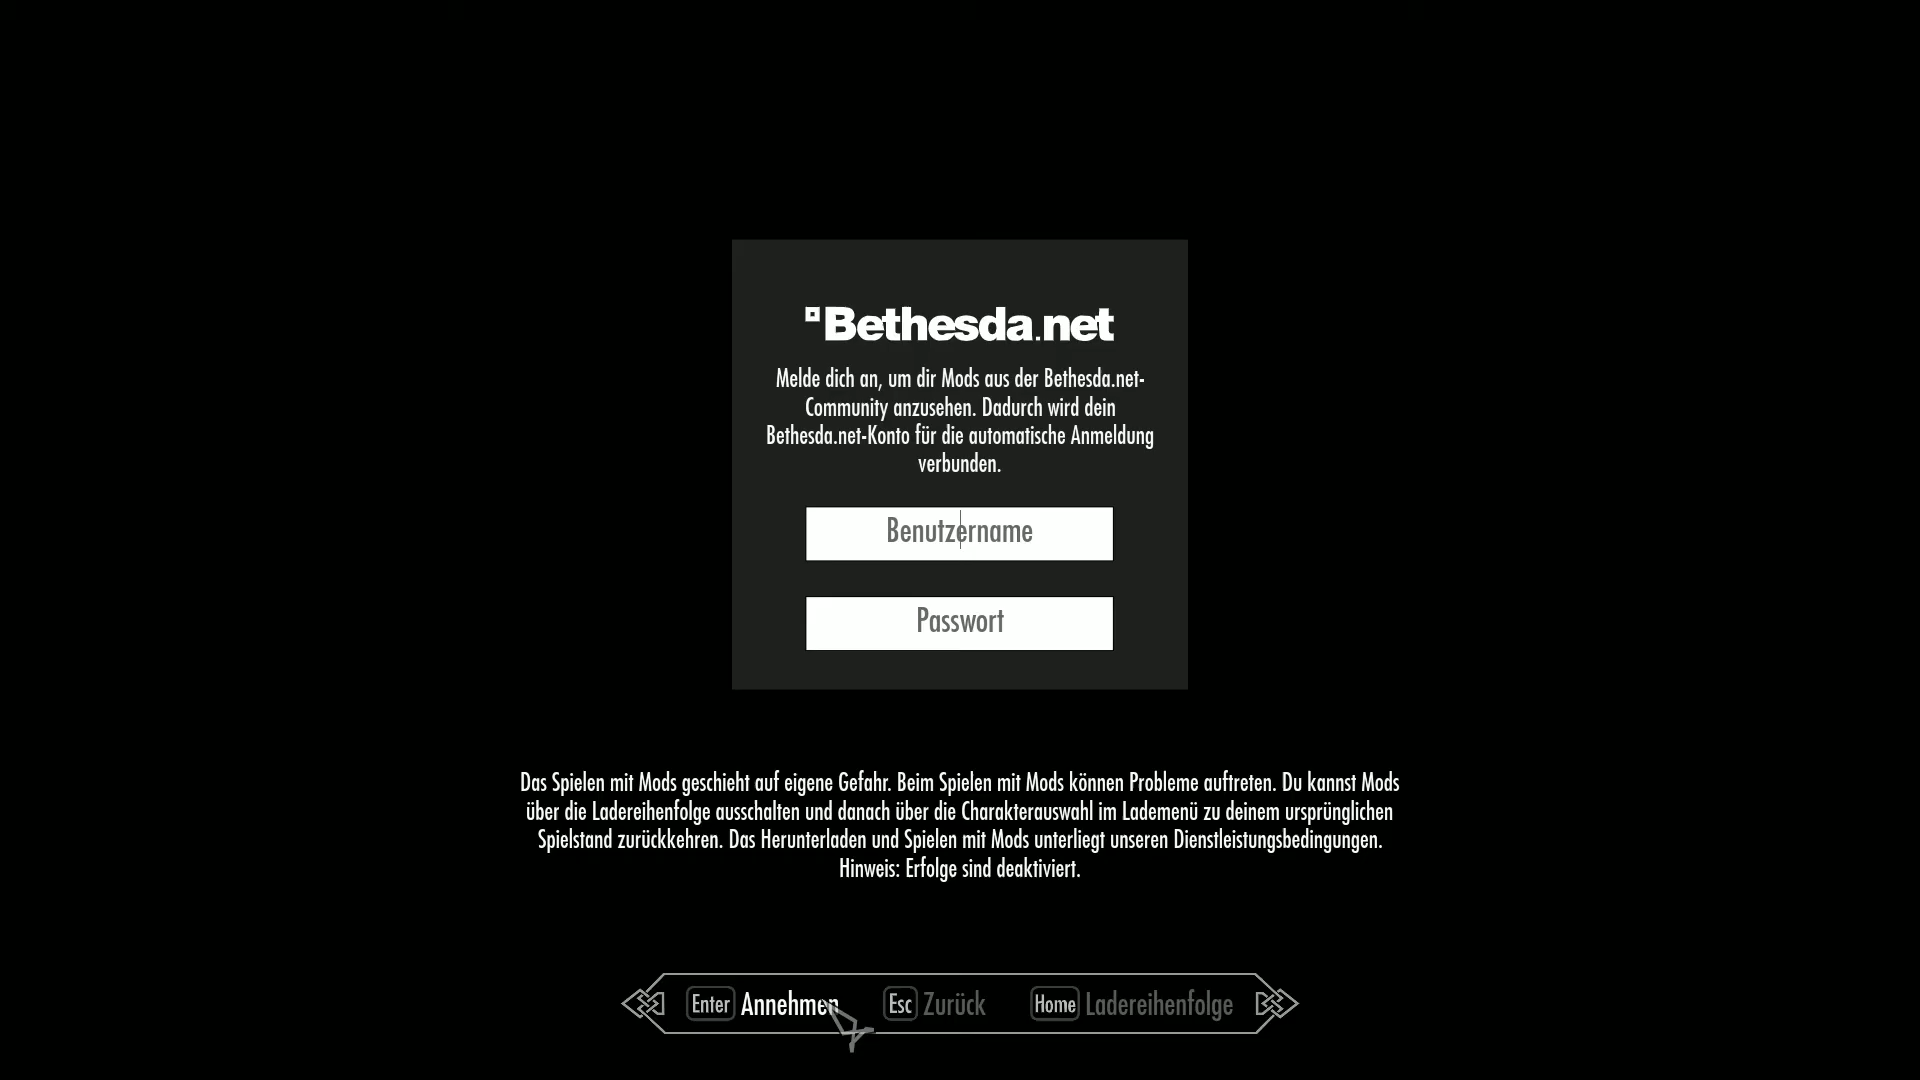 Bethesda.net
Melde dich an, um dir Mods aus der Bethesda.net-
Community anzusehen. Dadurch wird dein
Bethesda.net-Konto für die automatische Anmeldung
verbunden.
Benutzername
Passwort
Das Spielen mit Mods geschieht auf eigene Gefahr. Beim Spielen mit Mods können Probleme auftreten. Du kannst Mods
über die Ladereihenfolge ausschalten und danach über die Charakterauswahl im Lademenü zu deinem ursprünglichen
Spielstand zurückkehren. Das Herunterladen und Spielen mit Mods unterliegt unseren Dienstleistungsbedingungen.
Hinweis: Erfolge sind deaktiviert.
Enter Annehmen Esc Zurück Home Ladereihenfolge